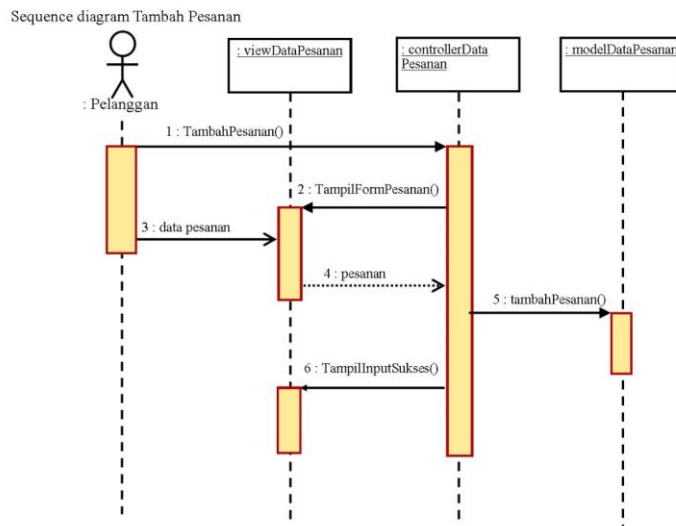 Sequence diagram Tambah Pesanan
: Pelanggan
: viewDataPesanan
: controllerData
Pesanan
: modelDataPesanan
1 : TambahPesanan()
2 : TampilFormPesanan()
3 : data pesanan
4 : pesanan
5 : tambahPesanan()
6 : TampilInputSukses()